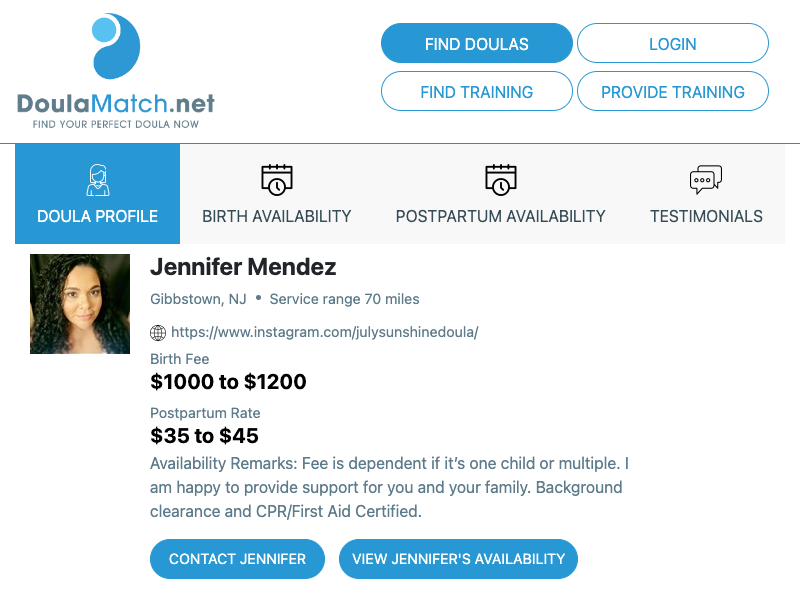 DoulaMatch.net
FIND YOUR PERFECT DOULA NOW
FIND DOULAS
LOGIN
FIND TRAINING
PROVIDE TRAINING
DOULA PROFILE
BIRTH AVAILABILITY
POSTPARTUM AVAILABILITY
TESTIMONIALS
Jennifer Mendez
Gibbstown, NJ • Service range 70 miles
https://www.instagram.com/julysunshinedoula/
Birth Fee
$1000 to $1200
Postpartum Rate
$35 to $45
Availability Remarks: Fee is dependent if it’s one child or multiple. I
am happy to provide support for you and your family. Background
clearance and CPR/First Aid Certified.
CONTACT JENNIFER
VIEW JENNIFER'S AVAILABILITY